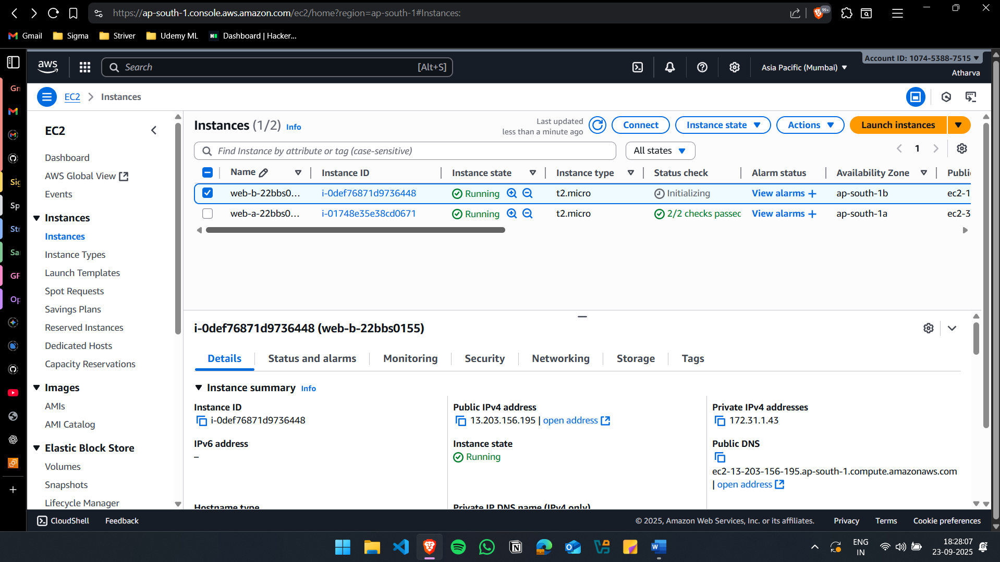 https://ap-south-1.console.aws.amazon.com/ec2/home?region=ap-south-1#Instances:
99+
Gmail Sigma Striver Udemy ML Dashboard | Hacker...
aws
Search [Alt+S]
Asia Pacific (Mumbai)
Account ID: 1074-5388-7515
Atharva
EC2 Instances
Gm
Sig
Sp
Str
Sa
GF
Op
EC2
Dashboard
AWS Global View
Events
Instances
Instances
Instance Types
Launch Templates
Spot Requests
Savings Plans
Reserved Instances
Dedicated Hosts
Capacity Reservations
Images
AMIs
AMI Catalog
Elastic Block Store
Volumes
Snapshots
Lifecycle Manager
Instances (1/2) Info
Last updated
less than a minute ago
Connect Instance state Actions Launch instances
Find Instance by attribute or tag (case-sensitive) All states 1
Name Instance ID Instance state Instance type Status check Alarm status Availability Zone Public
web-b-22bbs0... i-0def76871d9736448 Running t2.micro Initializing View alarms + ap-south-1b ec2-1
web-a-22bbs0... i-01748e35e38cd0671 Running t2.micro 2/2 checks passed View alarms + ap-south-1a ec2-3
i-0def76871d9736448 (web-b-22bbs0155)
Details Status and alarms Monitoring Security Networking Storage Tags
Instance summary Info
Instance ID
i-0def76871d9736448
Public IPv4 address
13.203.156.195 | open address
Private IPv4 addresses
172.31.1.43
IPv6 address
–
Instance state
Running
Public DNS
ec2-13-203-156-195.ap-south-1.compute.amazonaws.com
| open address
Hostname type
Private IP DNS name (IPv4 only)
CloudShell Feedback
© 2025, Amazon Web Services, Inc. or its affiliates. Privacy Terms Cookie preferences
ENG
IN
18:28:07
23-09-2025